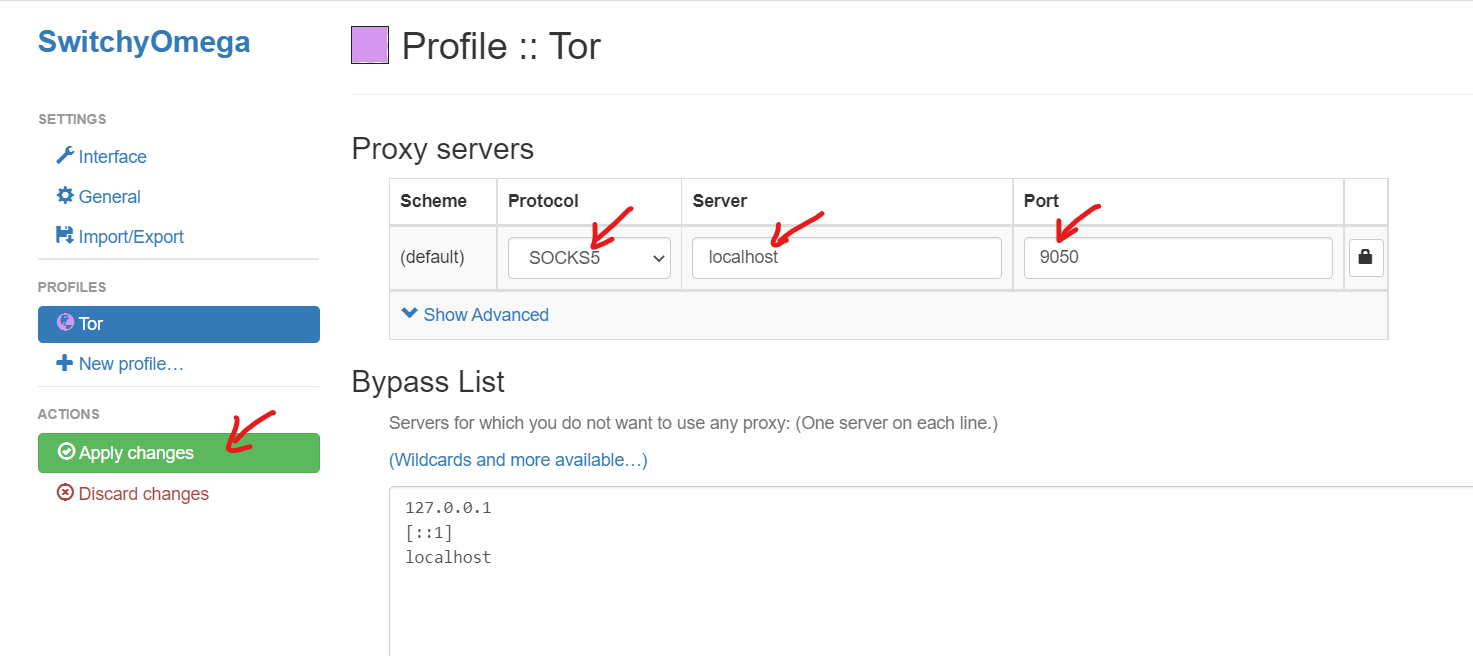 SwitchyOmega
SETTINGS
Interface
General
Import/Export
PROFILES
Tor
New profile…
ACTIONS
Apply changes
Discard changes
Profile :: Tor
Proxy servers
Scheme Protocol Server Port
(default) SOCKS5 localhost 9050
Show Advanced
Bypass List
Servers for which you do not want to use any proxy: (One server on each line.)
(Wildcards and more available…)
127.0.0.1
[::1]
localhost